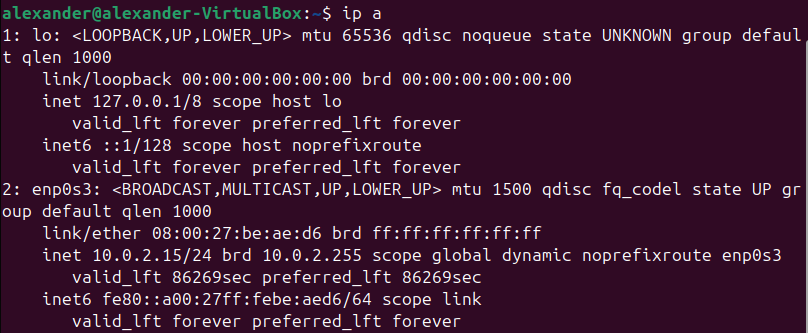 alexander@alexander-VirtualBox:~$ ip a
1: lo: <LOOPBACK,UP,LOWER_UP> mtu 65536 qdisc noqueue state UNKNOWN group defaul
t qlen 1000
    link/loopback 00:00:00:00:00:00 brd 00:00:00:00:00:00
    inet 127.0.0.1/8 scope host lo
       valid_lft forever preferred_lft forever
    inet6 ::1/128 scope host noprefixroute
       valid_lft forever preferred_lft forever
2: enp0s3: <BROADCAST,MULTICAST,UP,LOWER_UP> mtu 1500 qdisc fq_codel state UP gr
oup default qlen 1000
    link/ether 08:00:27:be:ae:d6 brd ff:ff:ff:ff:ff:ff
    inet 10.0.2.15/24 brd 10.0.2.255 scope global dynamic noprefixroute enp0s3
       valid_lft 86269sec preferred_lft 86269sec
    inet6 fe80::a00:27ff:febe:aed6/64 scope link
       valid_lft forever preferred_lft forever